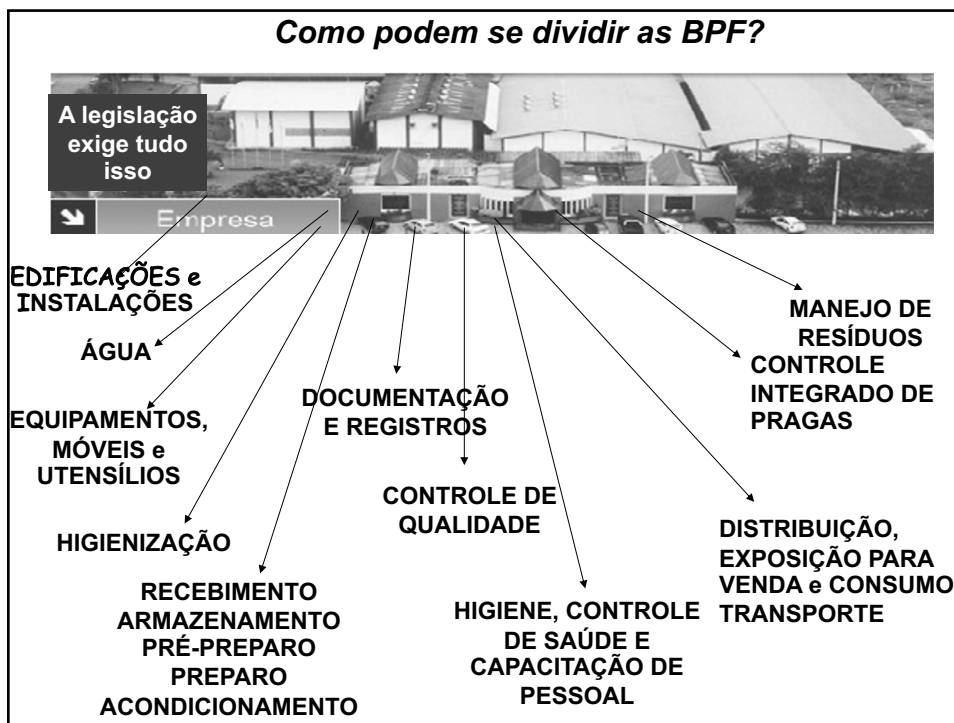 Como podem se dividir as BPF?
A legislação
exige tudo
isso
Empresa
EDIFICAÇÕES e
INSTALAÇÕES
ÁGUA
EQUIPAMENTOS,
MÓVEIS e
UTENSÍLIOS
HIGIENIZAÇÃO
RECEBIMENTO
ARMAZENAMENTO
PRÉ-PREPARO
PREPARO
ACONDICIONAMENTO
DOCUMENTAÇÃO
E REGISTROS
CONTROLE DE
QUALIDADE
HIGIENE, CONTROLE
DE SAÚDE E
CAPACITAÇÃO DE
PESSOAL
DISTRIBUIÇÃO,
EXPOSIÇÃO PARA
VENDA e CONSUMO
TRANSPORTE
CONTROLE
INTEGRADO DE
PRAGAS
MANEJO DE
RESÍDUOS